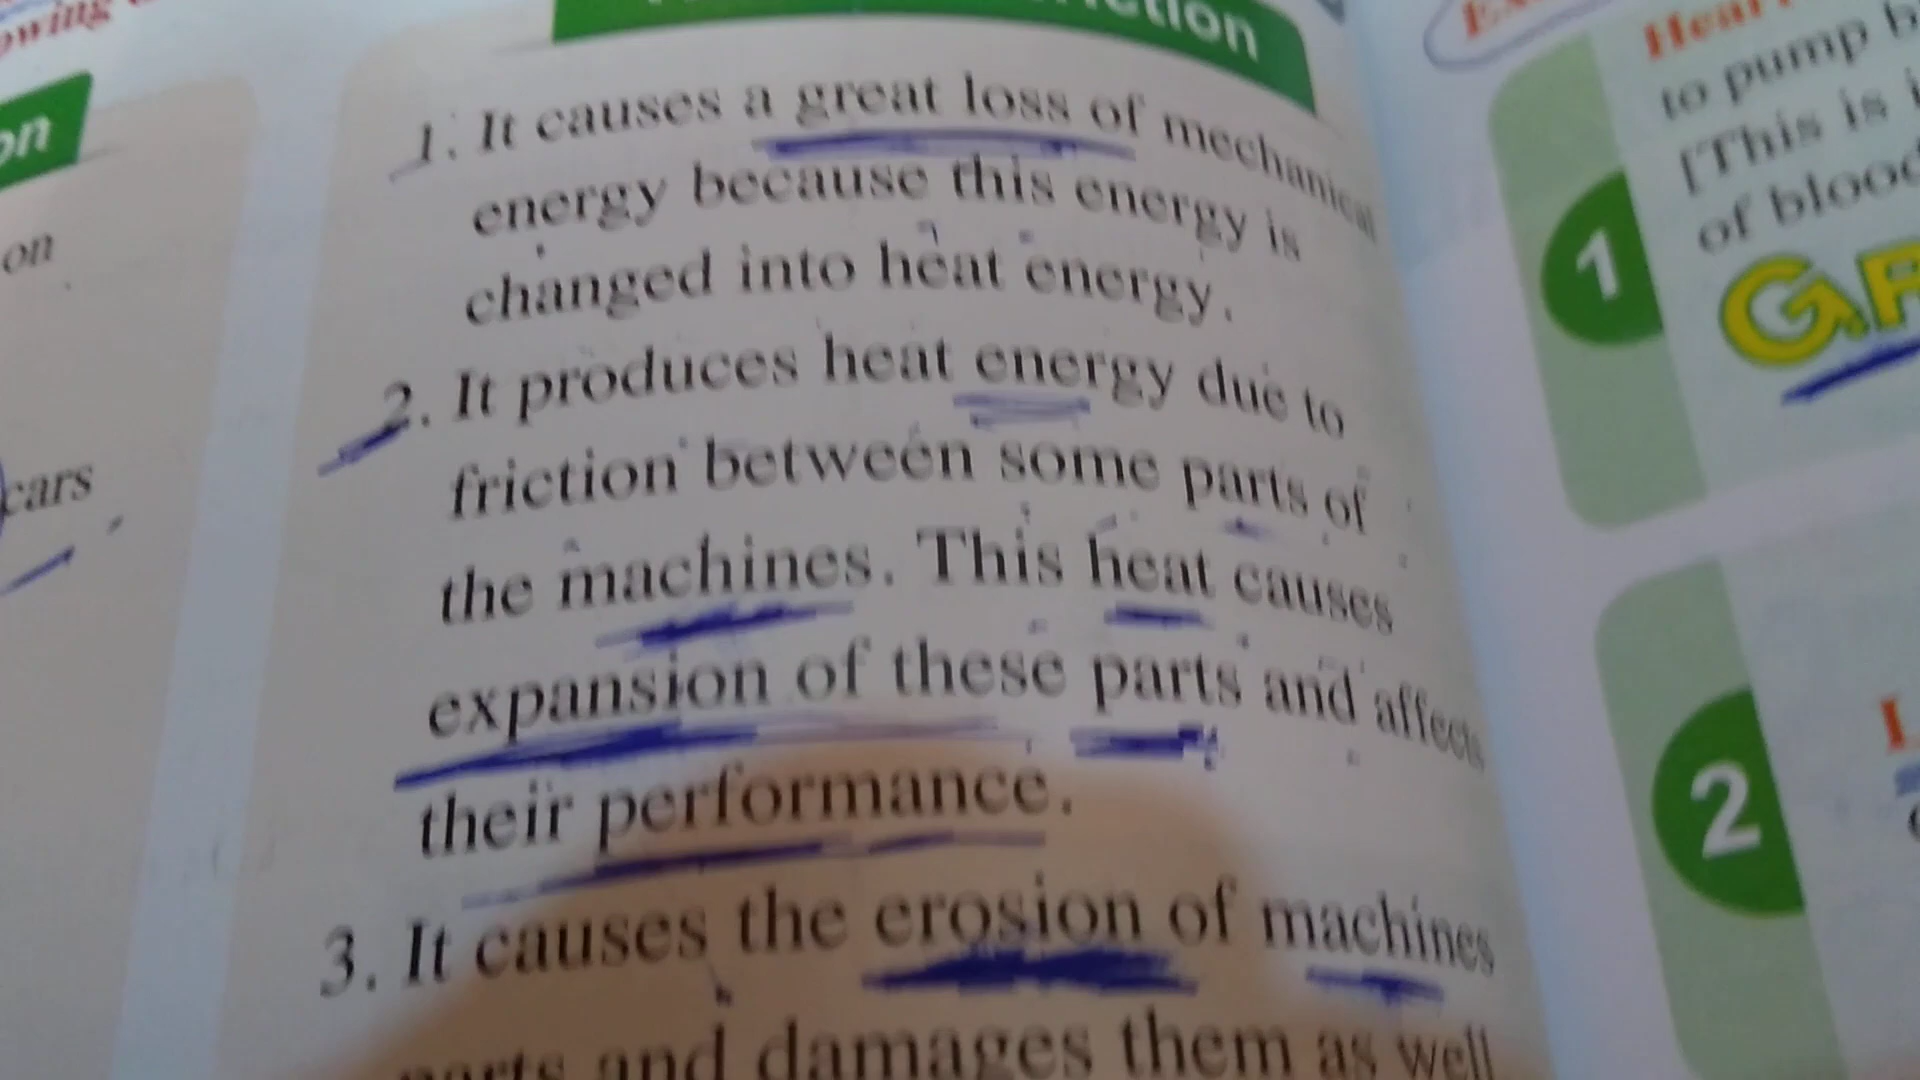 owing
on
on
cars
1. It causes a great loss of mechanical
energy because this energy is
changed into heat energy.
2. It produces heat energy due to
friction between some parts of
the machines. This heat causes
expansion of these parts and affects
their performance.
3. It causes the erosion of machines
parts and damages them as well
to pump b
[This is i
of blood
1
2